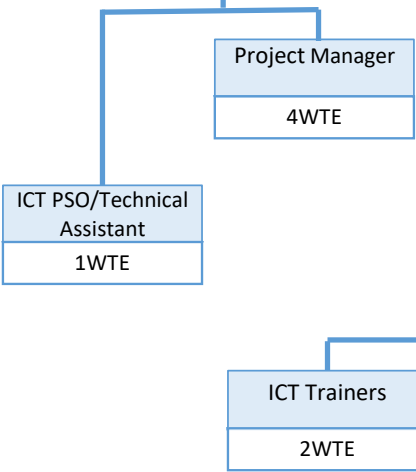 Project Manager
4WTE
ICT PSO/Technical
Assistant
1WTE
ICT Trainers
2WTE